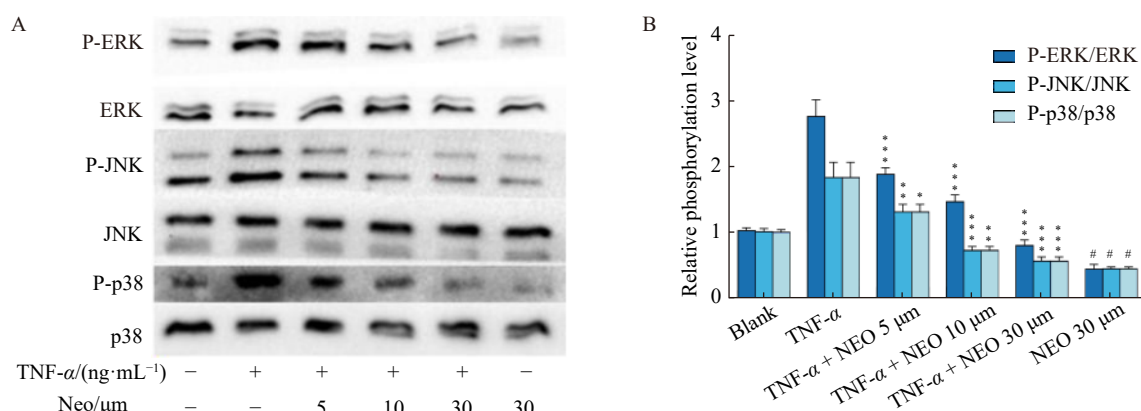 A
P-ERK
ERK
P-JNK
JNK
P-p38
p38
TNF-α/(ng·mL⁻¹) − + + + + −
Neo/μm − − 5 10 30 30
B
Relative phosphorylation level
4
3
2
1
0
P-ERK/ERK
P-JNK/JNK
P-p38/p38
*** ** *
*** *** **
*** *** ***
# # #
Blank
TNF-α
TNF-α + NEO 5 μm
TNF-α + NEO 10 μm
TNF-α + NEO 30 μm
NEO 30 μm